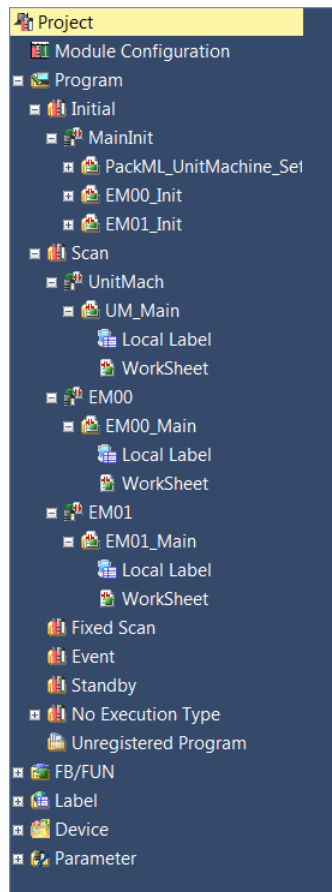 Project
Module Configuration
Program
Initial
MainInit
PackML_UnitMachine_Set
EM00_Init
EM01_Init
Scan
UnitMach
UM_Main
Local Label
WorkSheet
EM00
EM00_Main
Local Label
WorkSheet
EM01
EM01_Main
Local Label
WorkSheet
Fixed Scan
Event
Standby
No Execution Type
Unregistered Program
FB/FUN
Label
Device
Parameter